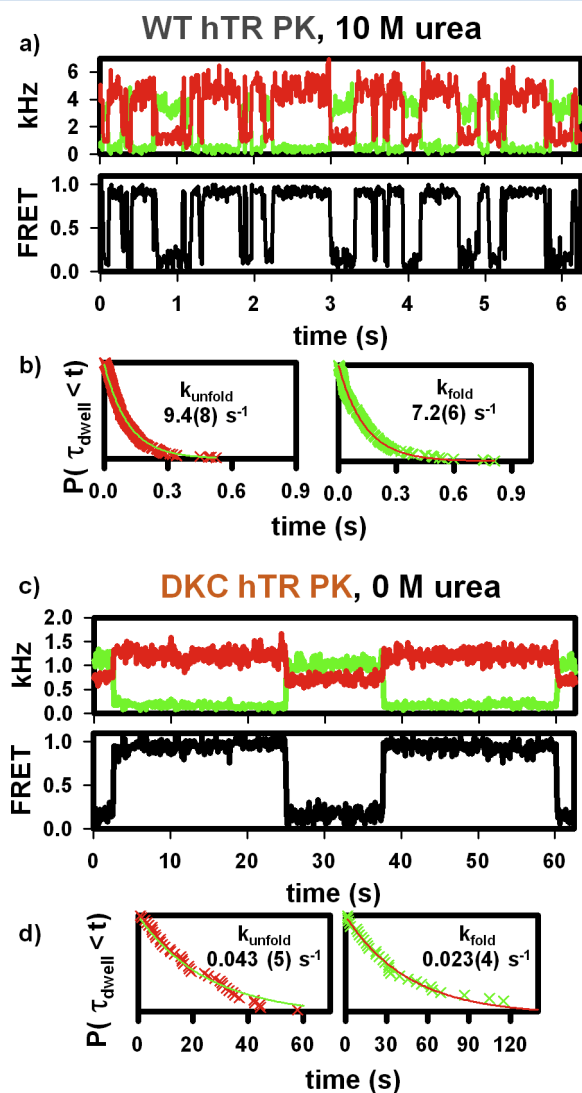 WT hTR PK, 10 M urea
a)
kHz
6
4
2
0
FRET
1.0
0.5
0.0
0 1 2 3 4 5 6
time (s)
b)
P( τdwell < t)
kunfold
9.4(8) s-1
kfold
7.2(6) s-1
0.0 0.3 0.6 0.9
0.0 0.3 0.6 0.9
time (s)
c)
DKC hTR PK, 0 M urea
kHz
2.0
1.5
1.0
0.5
0.0
FRET
1.0
0.5
0.0
0 10 20 30 40 50 60
time (s)
d)
P( τdwell < t)
kunfold
0.043 (5) s-1
kfold
0.023(4) s-1
0 20 40 60
0 30 60 90 120
time (s)